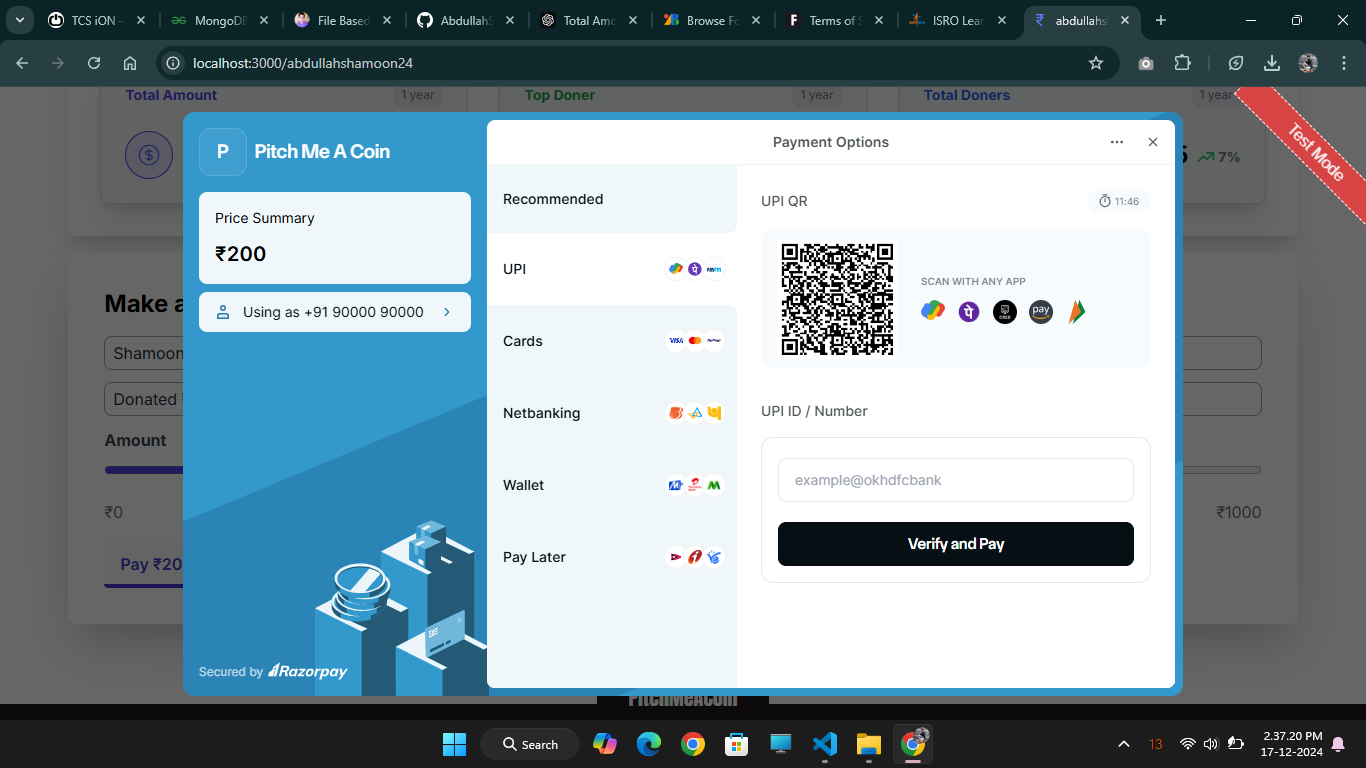 TCS iON -
MongoDB
File Based
Abdullah
Total Amo
Browse Fo
Terms of S
ISRO Lear
abdullahs
localhost:3000/abdullahshamoon24
Total Amount
1 year
Top Doner
1 year
Total Doners
1 year
7%
Test Mode
P
Pitch Me A Coin
Price Summary
₹200
Using as +91 90000 90000
Secured by Razorpay
Payment Options
Recommended
UPI
Cards
VISA
Netbanking
Wallet
Pay Later
UPI QR
11:46
SCAN WITH ANY APP
CRED
pay
UPI ID / Number
example@okhdfcbank
Verify and Pay
Make a
Shamoon
Donated
Amount
₹0
₹1000
Pay ₹20
PitchMeACoin
Search
13
2.37.20 PM
17-12-2024